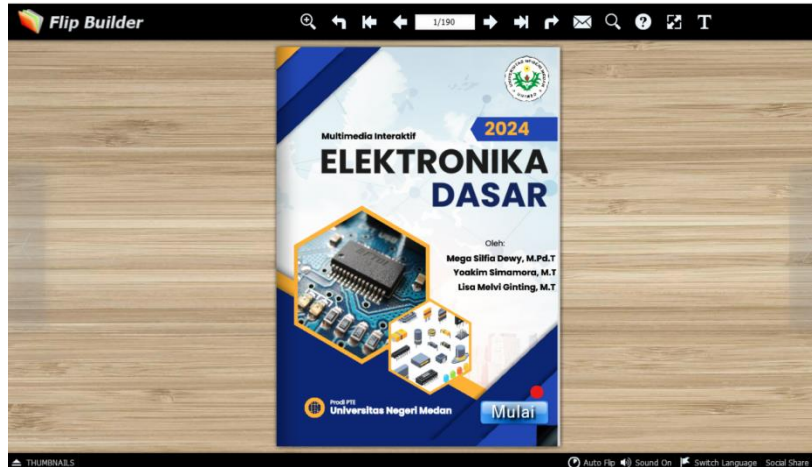 Flip Builder
1/190
T
Multimedia Interaktif
2024
ELEKTRONIKA
DASAR
Oleh:
Mega Silfia Dewy, M.Pd.T
Yoakim Simamora, M.T
Lisa Melvi Ginting, M.T
Prodi PTE
Universitas Negeri Medan
Mulai
THUMBNAILS
Auto Flip Sound On Switch Language Social Share